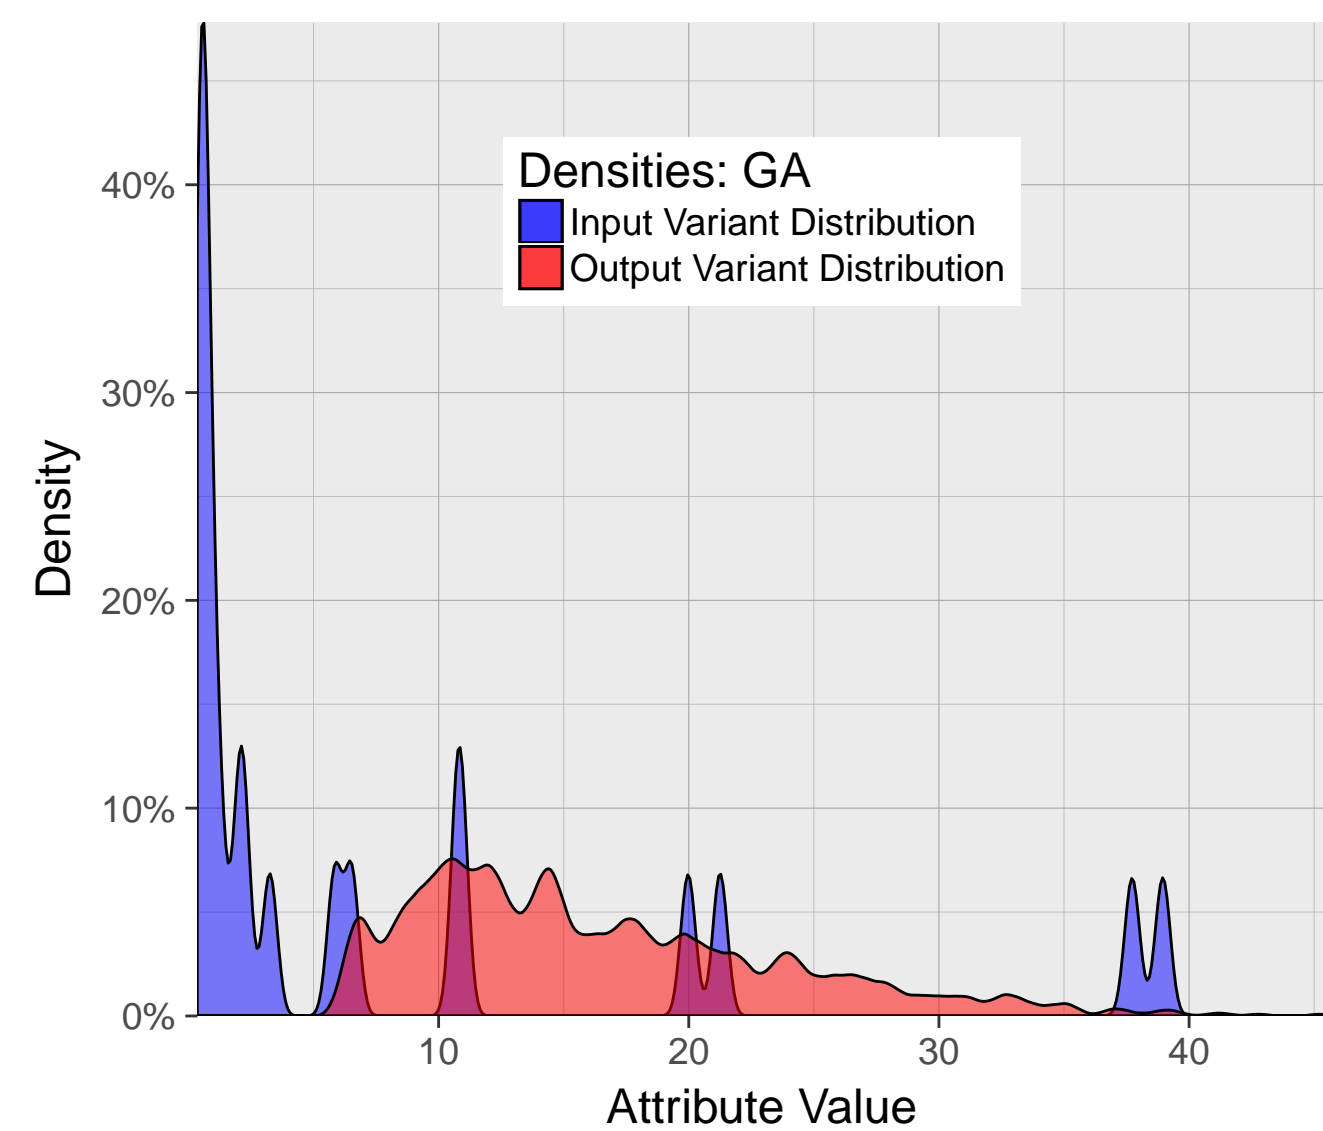 Densities: GA
Input Variant Distribution
Output Variant Distribution
40%
30%
20%
10%
0%
Density
10 20 30 40
Attribute Value